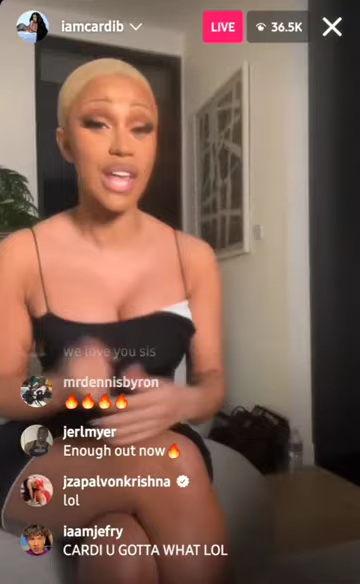 iamcardib
LIVE
36.5K
we love you sis
mrdennisbyron
🔥🔥🔥🔥
jerlmyer
Enough out now🔥
jzapalvonkrishna
lol
iaamjefry
CARDI U GOTTA WHAT LOL